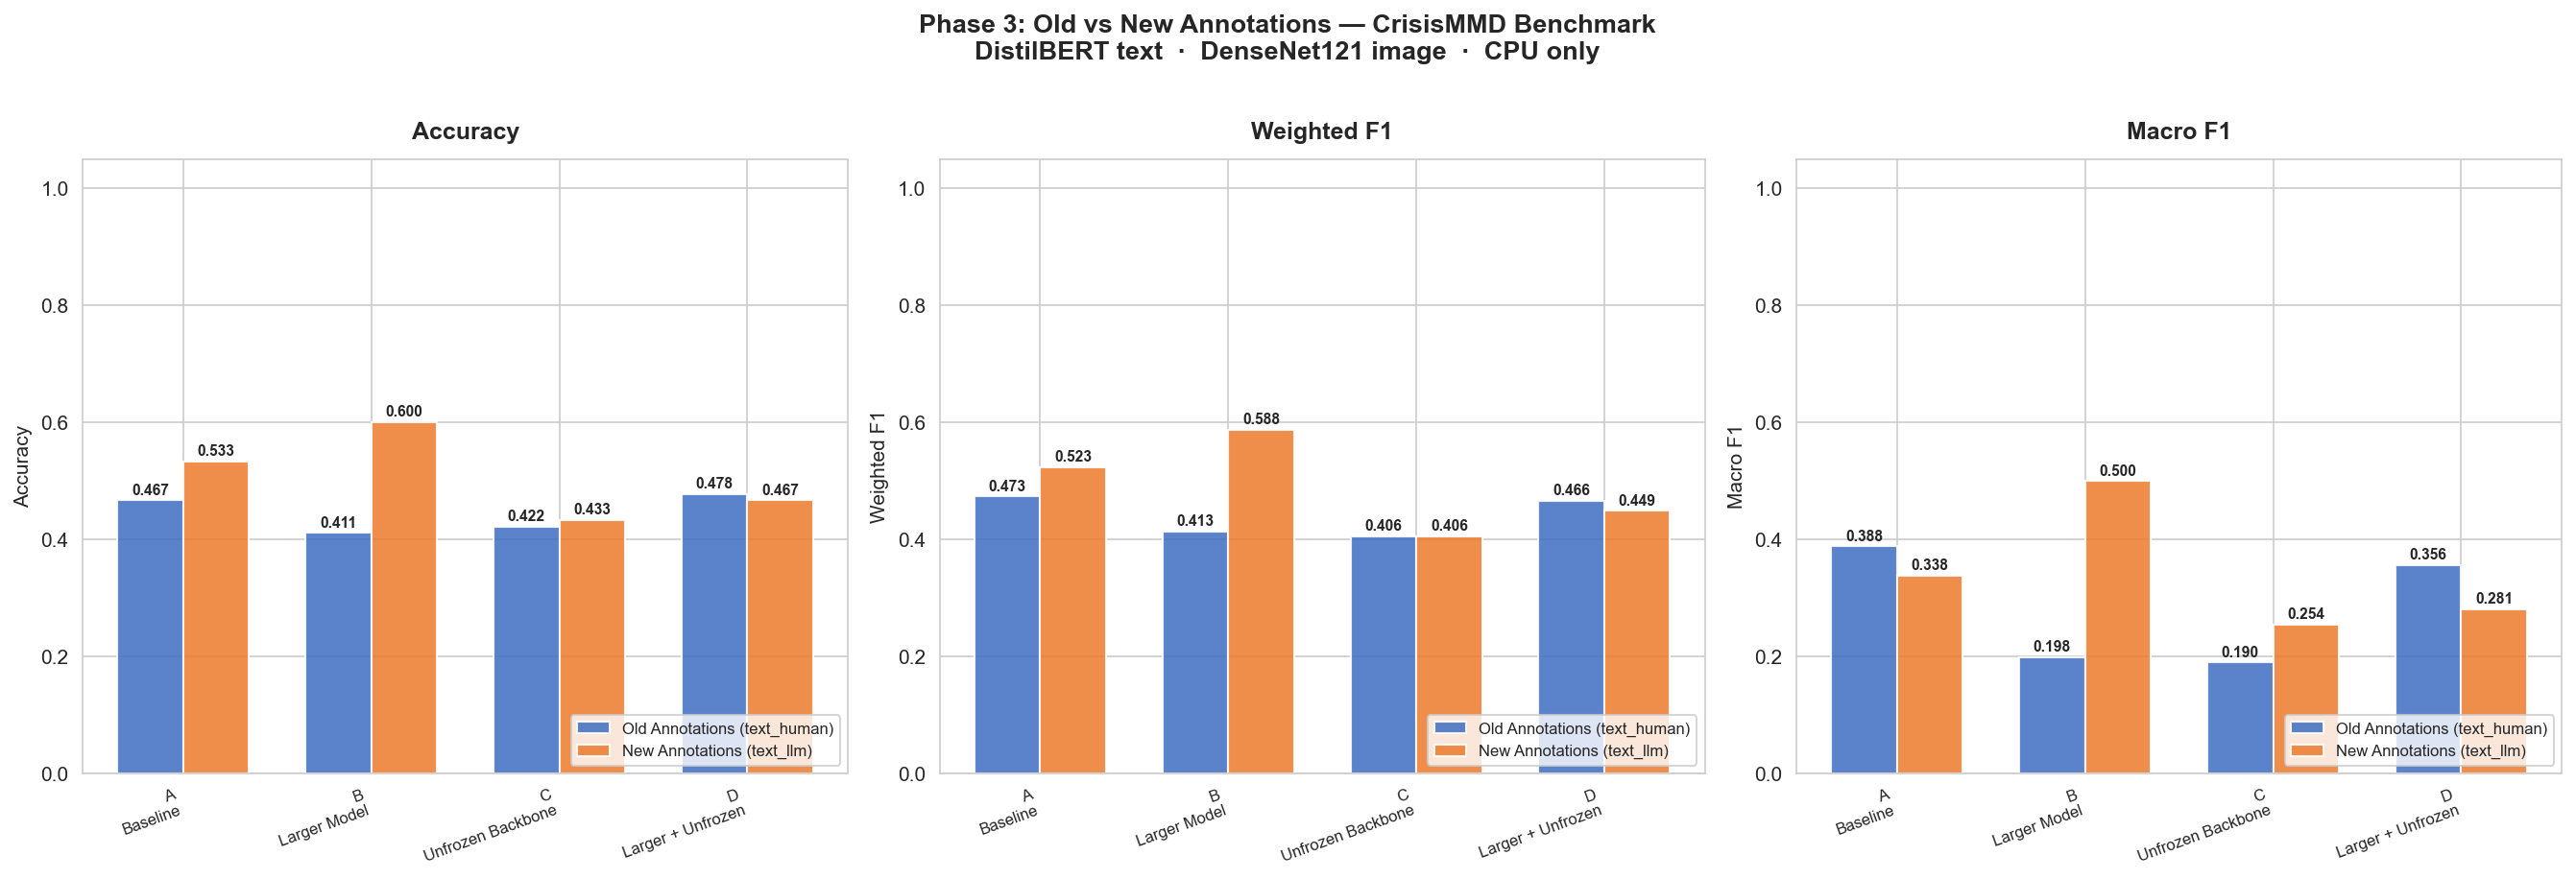 Phase 3: Old vs New Annotations — CrisisMMD Benchmark
DistilBERT text · DenseNet121 image · CPU only
Accuracy
Accuracy
1.0
0.8
0.6
0.4
0.2
0.0
0.467
0.533
0.411
0.600
0.422
0.433
0.478
0.467
A
Baseline
B
Larger Model
C
Unfrozen Backbone
D
Larger + Unfrozen
Old Annotations (text_human)
New Annotations (text_llm)
Weighted F1
Weighted F1
1.0
0.8
0.6
0.4
0.2
0.0
0.473
0.523
0.413
0.588
0.406
0.406
0.466
0.449
A
Baseline
B
Larger Model
C
Unfrozen Backbone
D
Larger + Unfrozen
Old Annotations (text_human)
New Annotations (text_llm)
Macro F1
Macro F1
1.0
0.8
0.6
0.4
0.2
0.0
0.388
0.338
0.198
0.500
0.190
0.254
0.356
0.281
A
Baseline
B
Larger Model
C
Unfrozen Backbone
D
Larger + Unfrozen
Old Annotations (text_human)
New Annotations (text_llm)